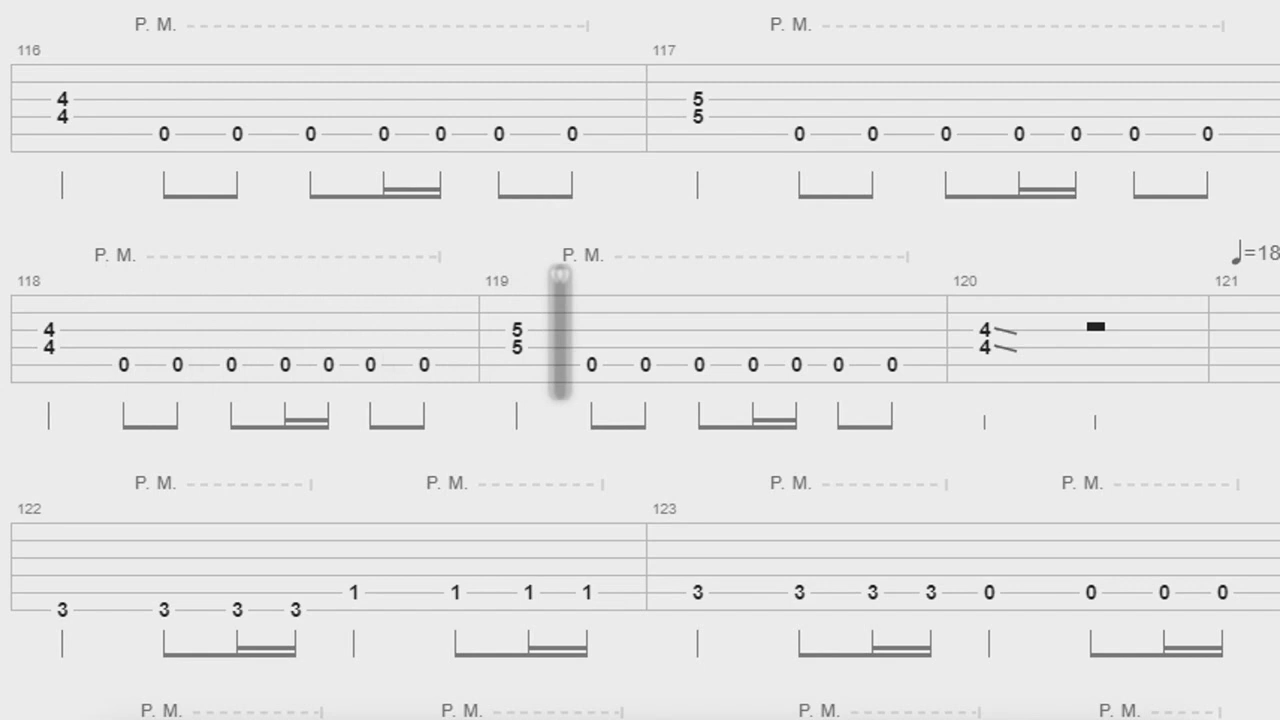 P. M. P. M.
116 117
4 5
4 5
0 0 0 0 0 0 0 0 0 0 0 0 0 0
P. M. P. M. ♩=18
118 119 120 121
4 5 4
4 5 4
0 0 0 0 0 0 0 0 0 0 0 0 0 0
P. M. P. M. P. M. P. M.
122 123
1 1 1 1 3 3 3 3 0 0 0 0
3 3 3 3
P. M. P. M. P. M. P. M.